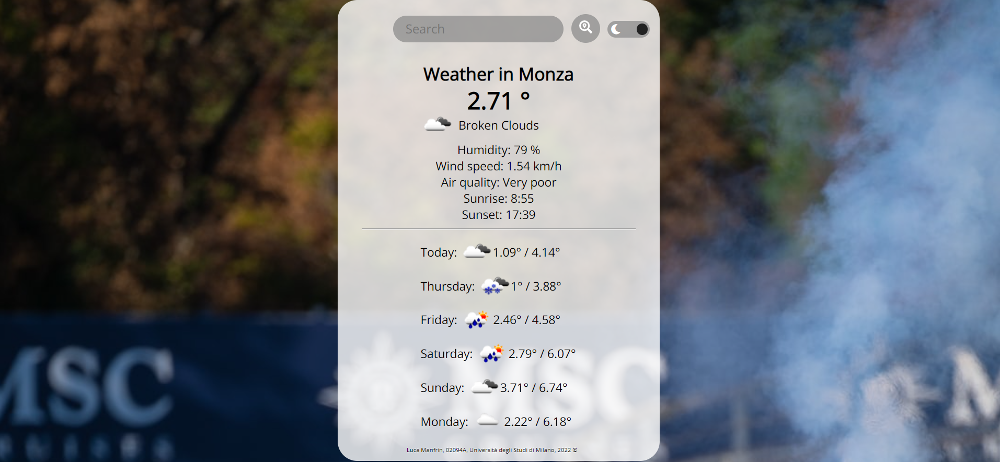 Search
Weather in Monza
2.71 °
Broken Clouds
Humidity: 79 %
Wind speed: 1.54 km/h
Air quality: Very poor
Sunrise: 8:55
Sunset: 17:39
Today: 1.09° / 4.14°
Thursday: 1° / 3.88°
Friday: 2.46° / 4.58°
Saturday: 2.79° / 6.07°
Sunday: 3.71° / 6.74°
Monday: 2.22° / 6.18°
Luca Manfrin, 02094A, Università degli Studi di Milano, 2022 ©
MSC
MSC